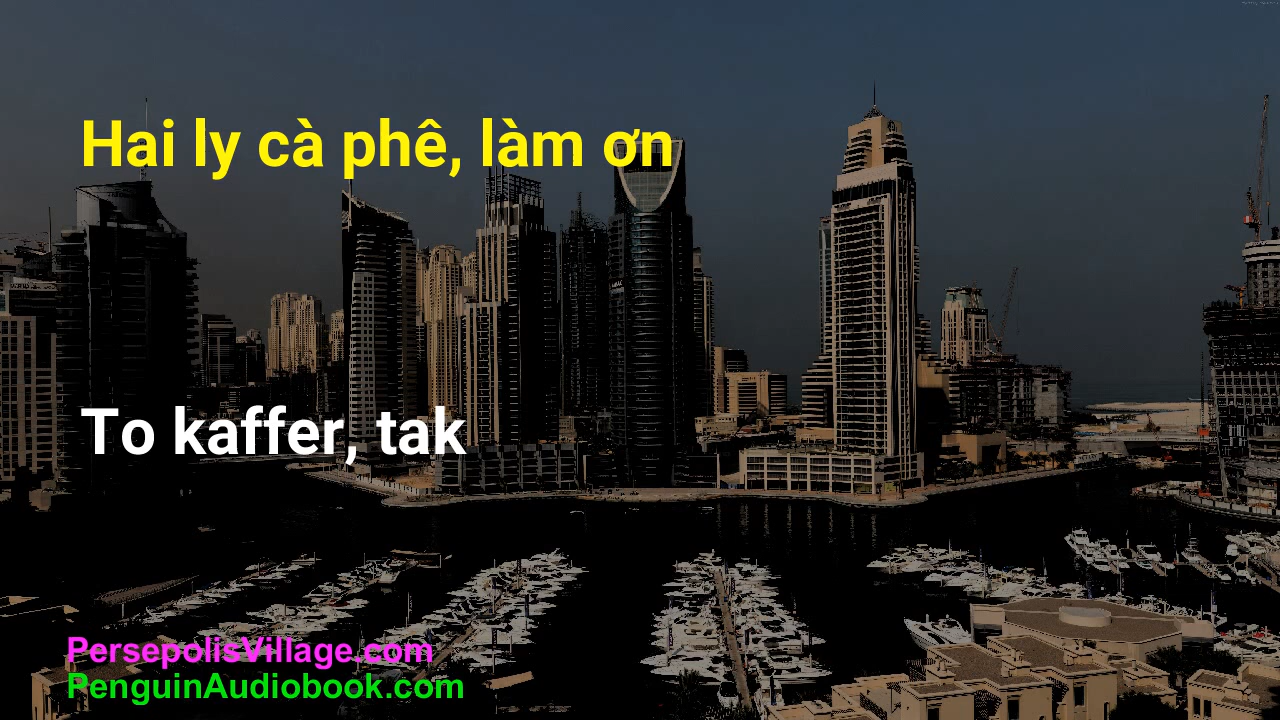 Hai ly cà phê, làm ơn
To kaffer, tak
PersepolisVillage.com
PenguinAudiobook.com